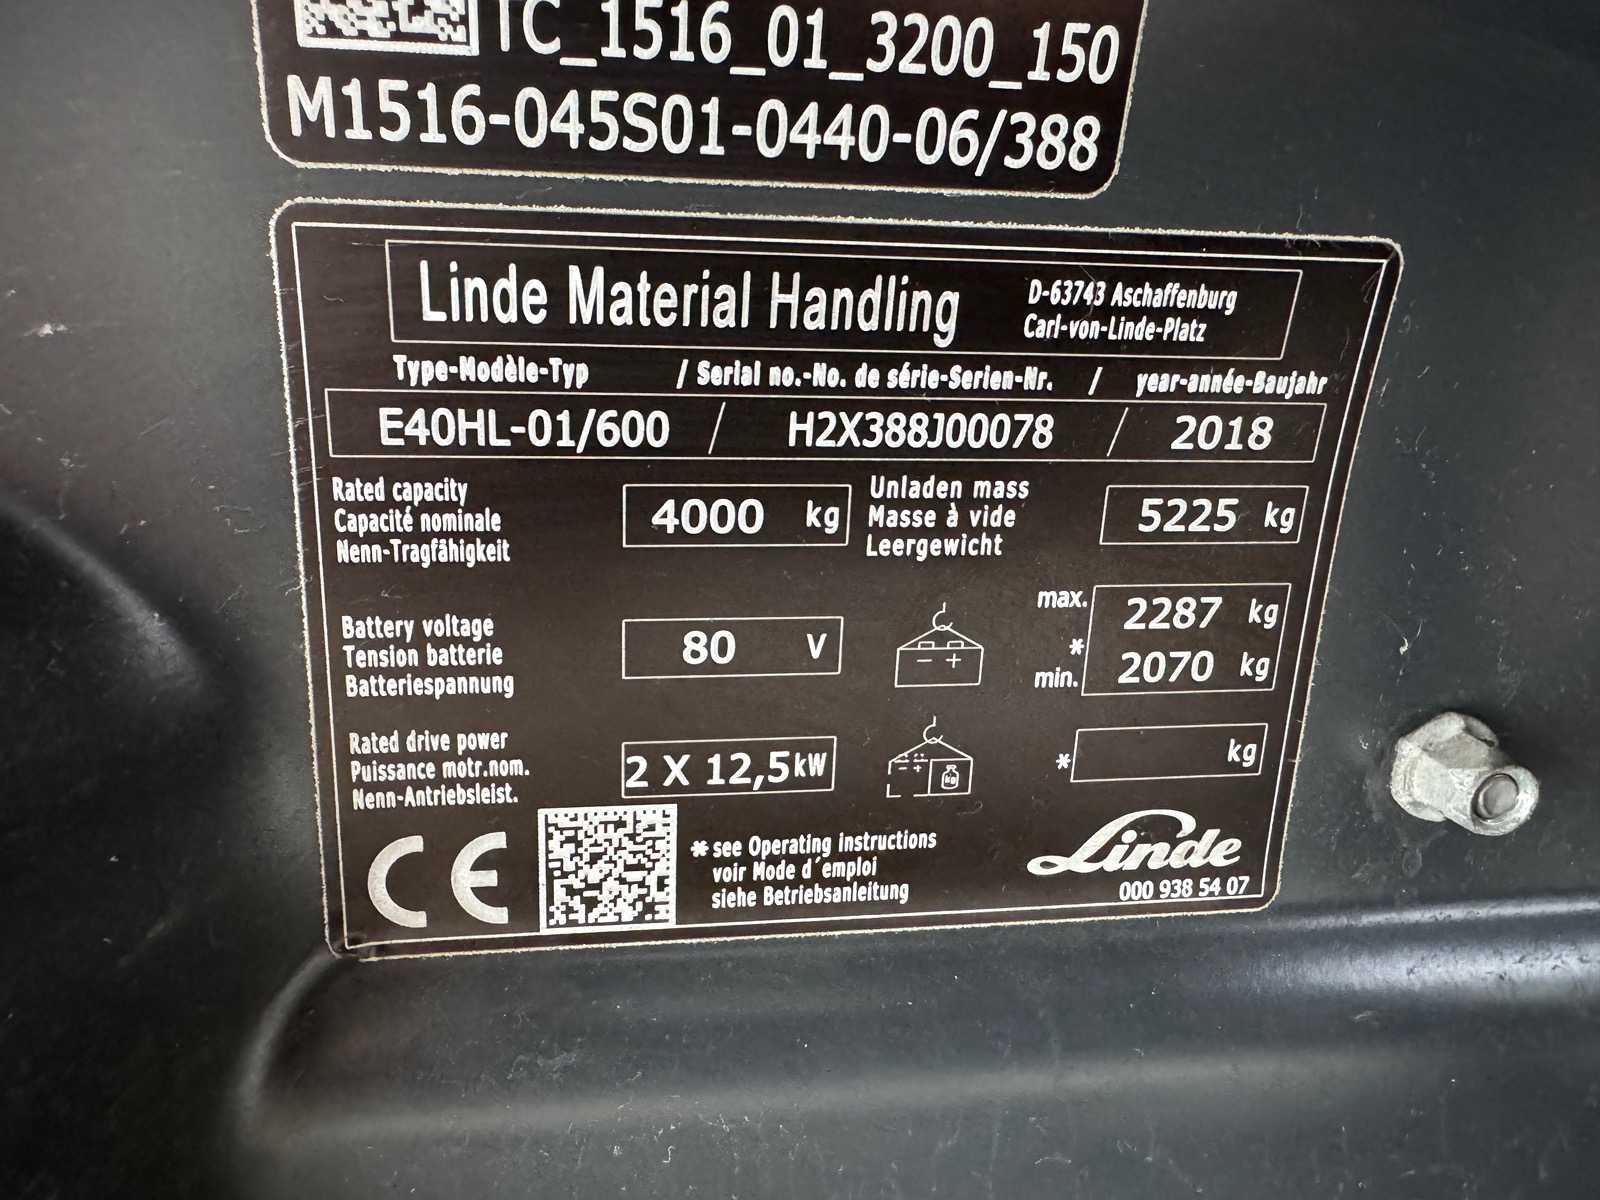 TC_1516_01_3200_150
M1516-045S01-0440-06/388
Linde Material Handling
D-63743 Aschaffenburg
Carl-von-Linde-Platz
Type-Modèle-Typ / Serial no.-No. de série-Serien-Nr. / year-année-Baujahr
E40HL-01/600 / H2X388J00078 / 2018
Rated capacity
Capacité nominale
Nenn-Tragfähigkeit
4000 kg
Unladen mass
Masse à vide
Leergewicht
5225 kg
Battery voltage
Tension batterie
Batteriespannung
80 V
- +
max. 2287 kg
*
min. 2070 kg
Rated drive power
Puissance motr.nom.
Nenn-Antriebsleist.
2 X 12,5kW
- +
kg
* kg
CE
* see Operating instructions
voir Mode d´emploi
siehe Betriebsanleitung
Linde
000 938 54 07